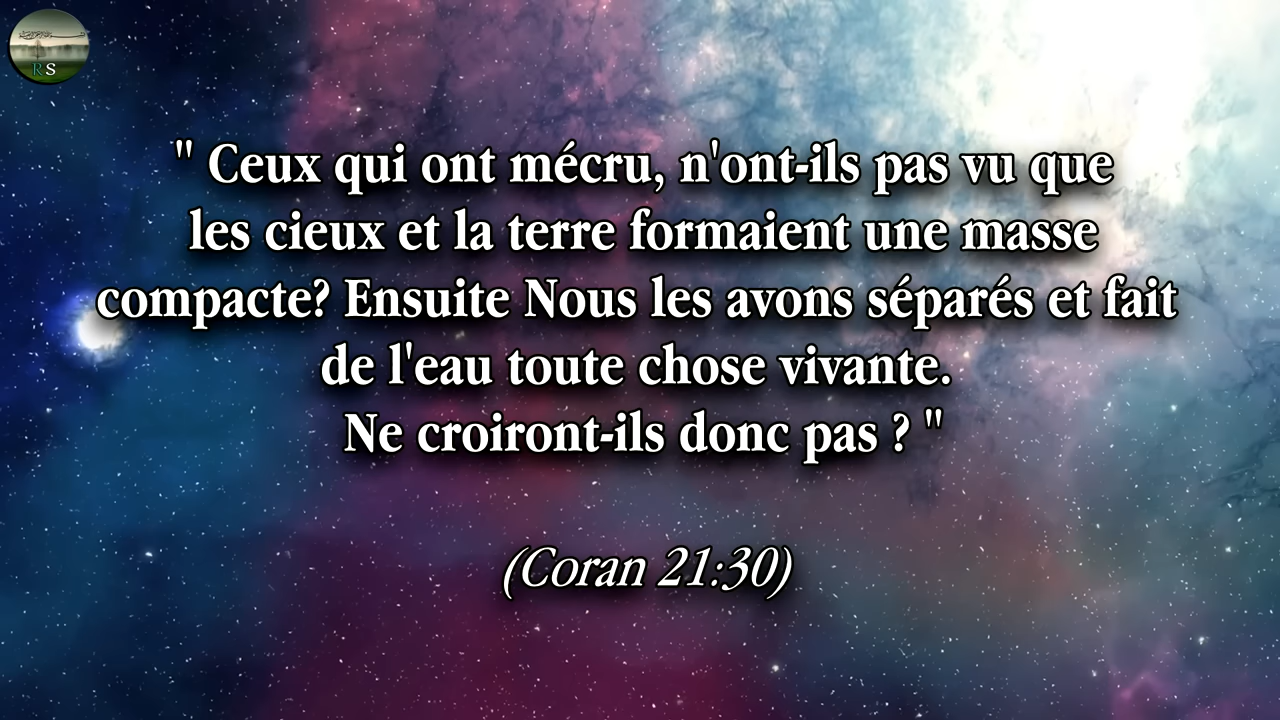 RS
" Ceux qui ont mécru, n'ont-ils pas vu que
les cieux et la terre formaient une masse
compacte? Ensuite Nous les avons séparés et fait
de l'eau toute chose vivante.
Ne croiront-ils donc pas ? "
(Coran 21:30)